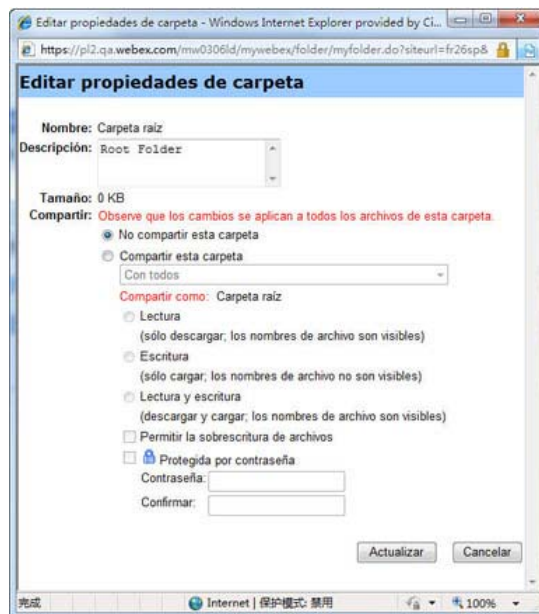 Editar propiedades de carpeta - Windows Internet Explorer provided by Ci...
https://pl2.qa.webex.com/mw0306ld/mywebex/folder/myfolder.do?siteurl=fr26sp&
Editar propiedades de carpeta
Nombre: Carpeta raíz
Descripción: Root Folder
Tamaño: 0 KB
Compartir: Observe que los cambios se aplican a todos los archivos de esta carpeta.
No compartir esta carpeta
Compartir esta carpeta
Con todos
Compartir como: Carpeta raíz
Lectura
(sólo descargar; los nombres de archivo son visibles)
Escritura
(sólo cargar; los nombres de archivo no son visibles)
Lectura y escritura
(descargar y cargar; los nombres de archivo son visibles)
Permitir la sobrescritura de archivos
Protegida por contraseña
Contraseña:
Confirmar:
Actualizar Cancelar
完成 Internet | 保护模式: 禁用 100%